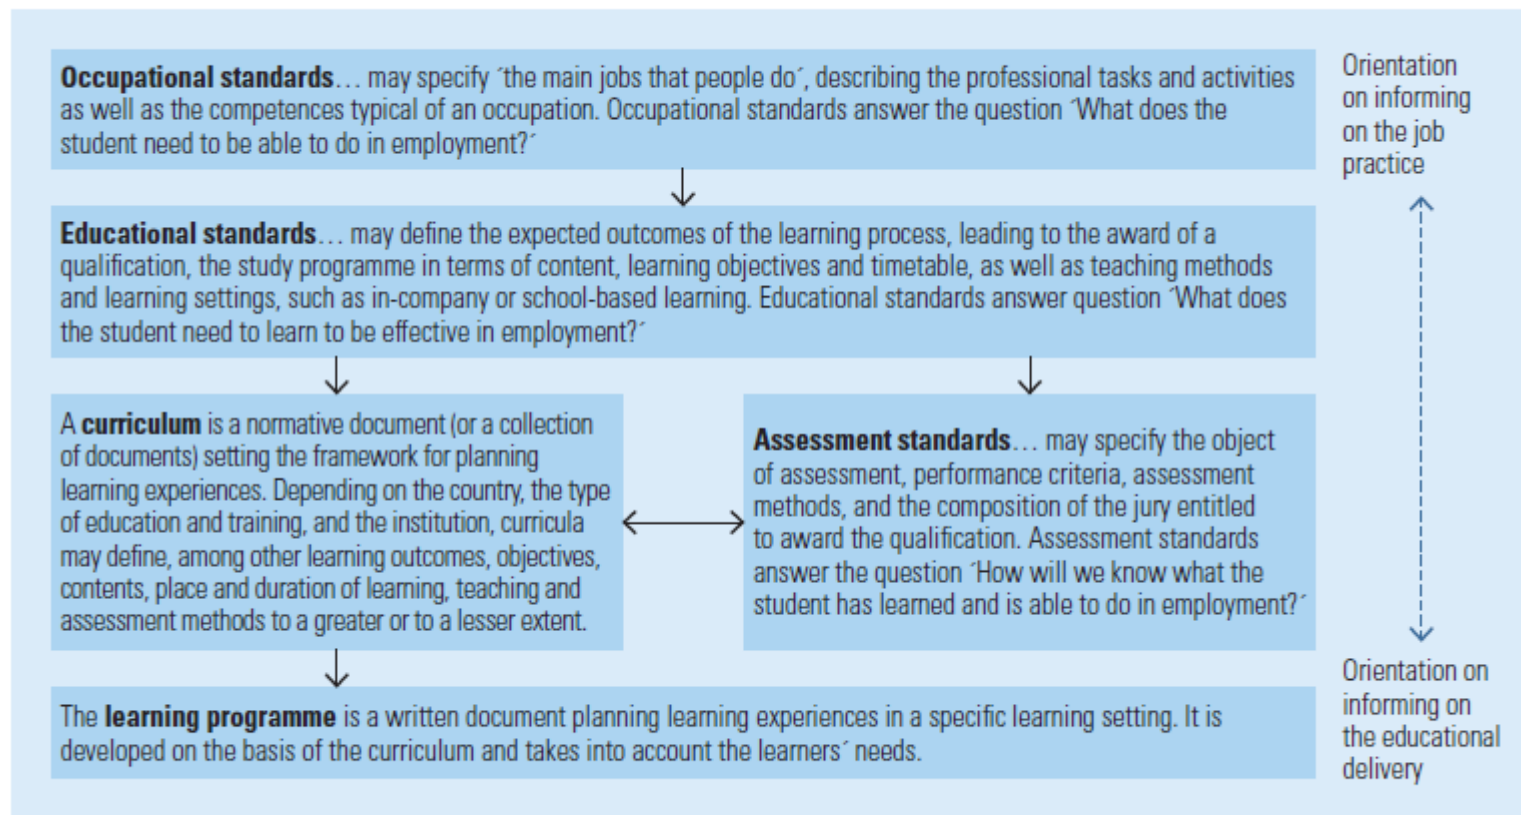 Occupational standards… may specify ´the main jobs that people do´, describing the professional tasks and activities
as well as the competences typical of an occupation. Occupational standards answer the question ´What does the
student need to be able to do in employment?´
Orientation
on informing
on the job
practice
Educational standards… may define the expected outcomes of the learning process, leading to the award of a
qualification, the study programme in terms of content, learning objectives and timetable, as well as teaching methods
and learning settings, such as in-company or school-based learning. Educational standards answer question ´What does
the student need to learn to be effective in employment?´
A curriculum is a normative document (or a collection
of documents) setting the framework for planning
learning experiences. Depending on the country, the type
of education and training, and the institution, curricula
may define, among other learning outcomes, objectives,
contents, place and duration of learning, teaching and
assessment methods to a greater or to a lesser extent.
Assessment standards… may specify the object
of assessment, performance criteria, assessment
methods, and the composition of the jury entitled
to award the qualification. Assessment standards
answer the question ´How will we know what the
student has learned and is able to do in employment?´
The learning programme is a written document planning learning experiences in a specific learning setting. It is
developed on the basis of the curriculum and takes into account the learners´ needs.
Orientation on
informing on
the educational
delivery